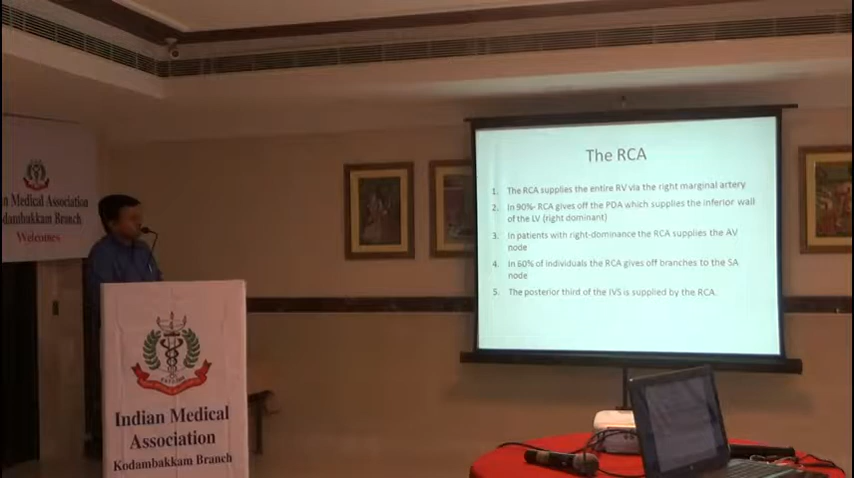 n Medical Association
dambakkam Branch
Welcomes
The RCA
1. The RCA supplies the entire RV via the right marginal artery
2. In 90%- RCA gives off the PDA which supplies the inferior wall
of the LV (right dominant)
3. In patients with right-dominance the RCA supplies the AV
node
4. In 60% of individuals the RCA gives off branches to the SA
node
5. The posterior third of the IVS is supplied by the RCA.
Indian Medical
Association
Kodambakkam Branch